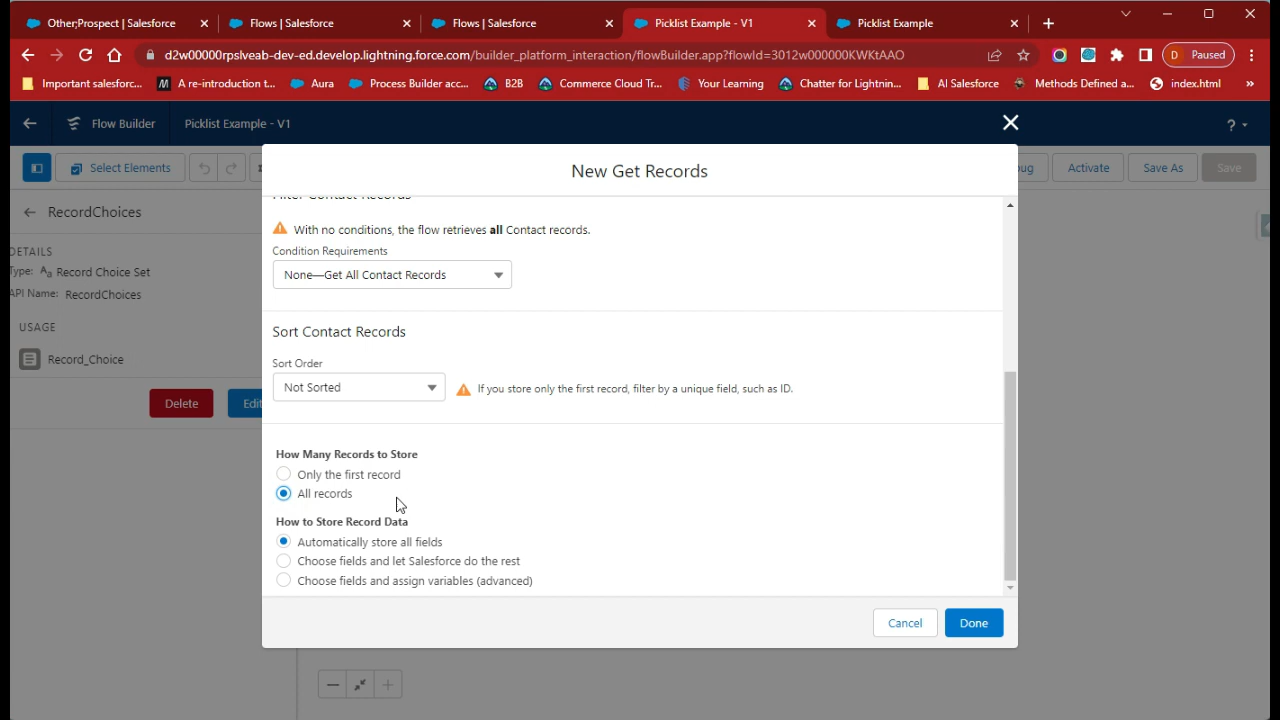 Other;Prospect | Salesforce
Flows | Salesforce
Flows | Salesforce
Picklist Example - V1
Picklist Example
d2w00000rpslveab-dev-ed.develop.lightning.force.com/builder_platform_interaction/flowBuilder.app?flowId=3012w000000KWKtAAO
D Paused
Important salesforc...
A re-introduction t...
Aura
Process Builder acc...
B2B
Commerce Cloud Tr...
Your Learning
Chatter for Lightnin...
AI Salesforce
Methods Defined a...
index.html
»
Flow Builder
Picklist Example - V1
?
Select Elements
ug
Activate
Save As
Save
New Get Records
RecordChoices
DETAILS
Type: Aa Record Choice Set
API Name: RecordChoices
USAGE
Record_Choice
Delete
Edit
Filter Contact Records
With no conditions, the flow retrieves all Contact records.
Condition Requirements
None—Get All Contact Records
Sort Contact Records
Sort Order
Not Sorted
If you store only the first record, filter by a unique field, such as ID.
How Many Records to Store
Only the first record
All records
How to Store Record Data
Automatically store all fields
Choose fields and let Salesforce do the rest
Choose fields and assign variables (advanced)
Cancel
Done